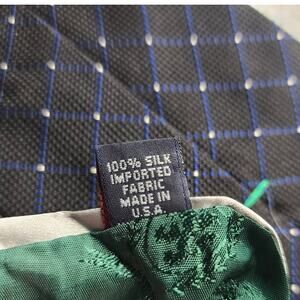 100% SILK
IMPORTED
FABRIC
MADE IN
U.S.A.